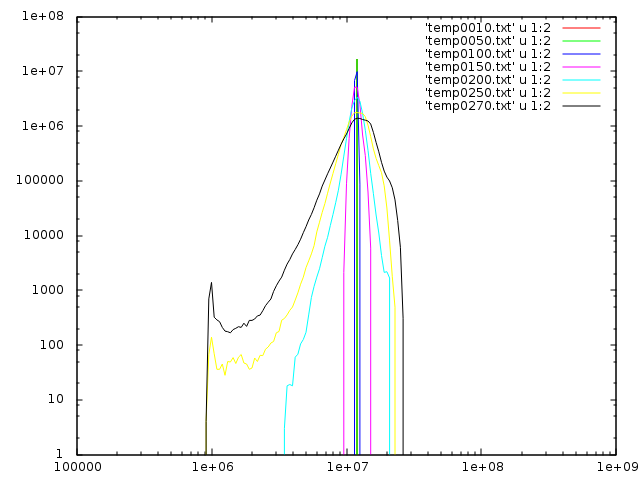 1e+08
1e+07
1e+06
100000
10000
1000
100
10
1
100000 1e+06 1e+07 1e+08 1e+09
'temp0010.txt' u 1:2
'temp0050.txt' u 1:2
'temp0100.txt' u 1:2
'temp0150.txt' u 1:2
'temp0200.txt' u 1:2
'temp0250.txt' u 1:2
'temp0270.txt' u 1:2